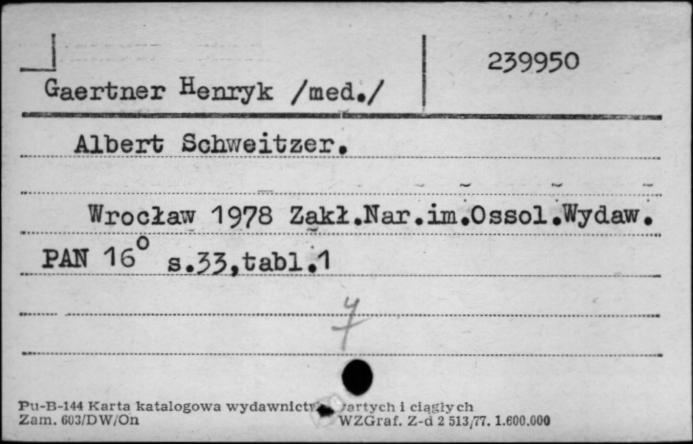 239950
Gaertner Henryk /med./
Albert Schweitzer.
Wrocław 1978 Zakł.Nar.im.Ossol.Wydaw.
PAN 16° s.33,tabl.1
Pu-B-144 Karta katalogowa wydawnictw zwartych i ciągłych
Zam. 603/DW/On WZGraf. Z-d 2 513/77. 1.600.000